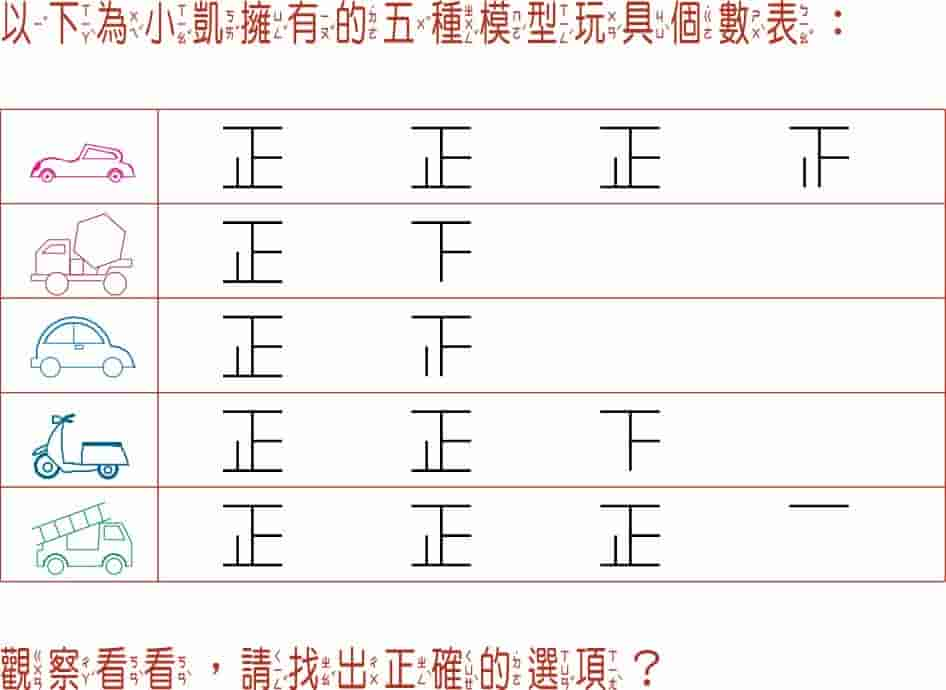 以下為小凱擁有的五種模型玩具個數表：
正 正 正 𤴓
正 下
正 𤴓
正 正 下
正 正 正 一
觀察看看，請找出正確的選項？